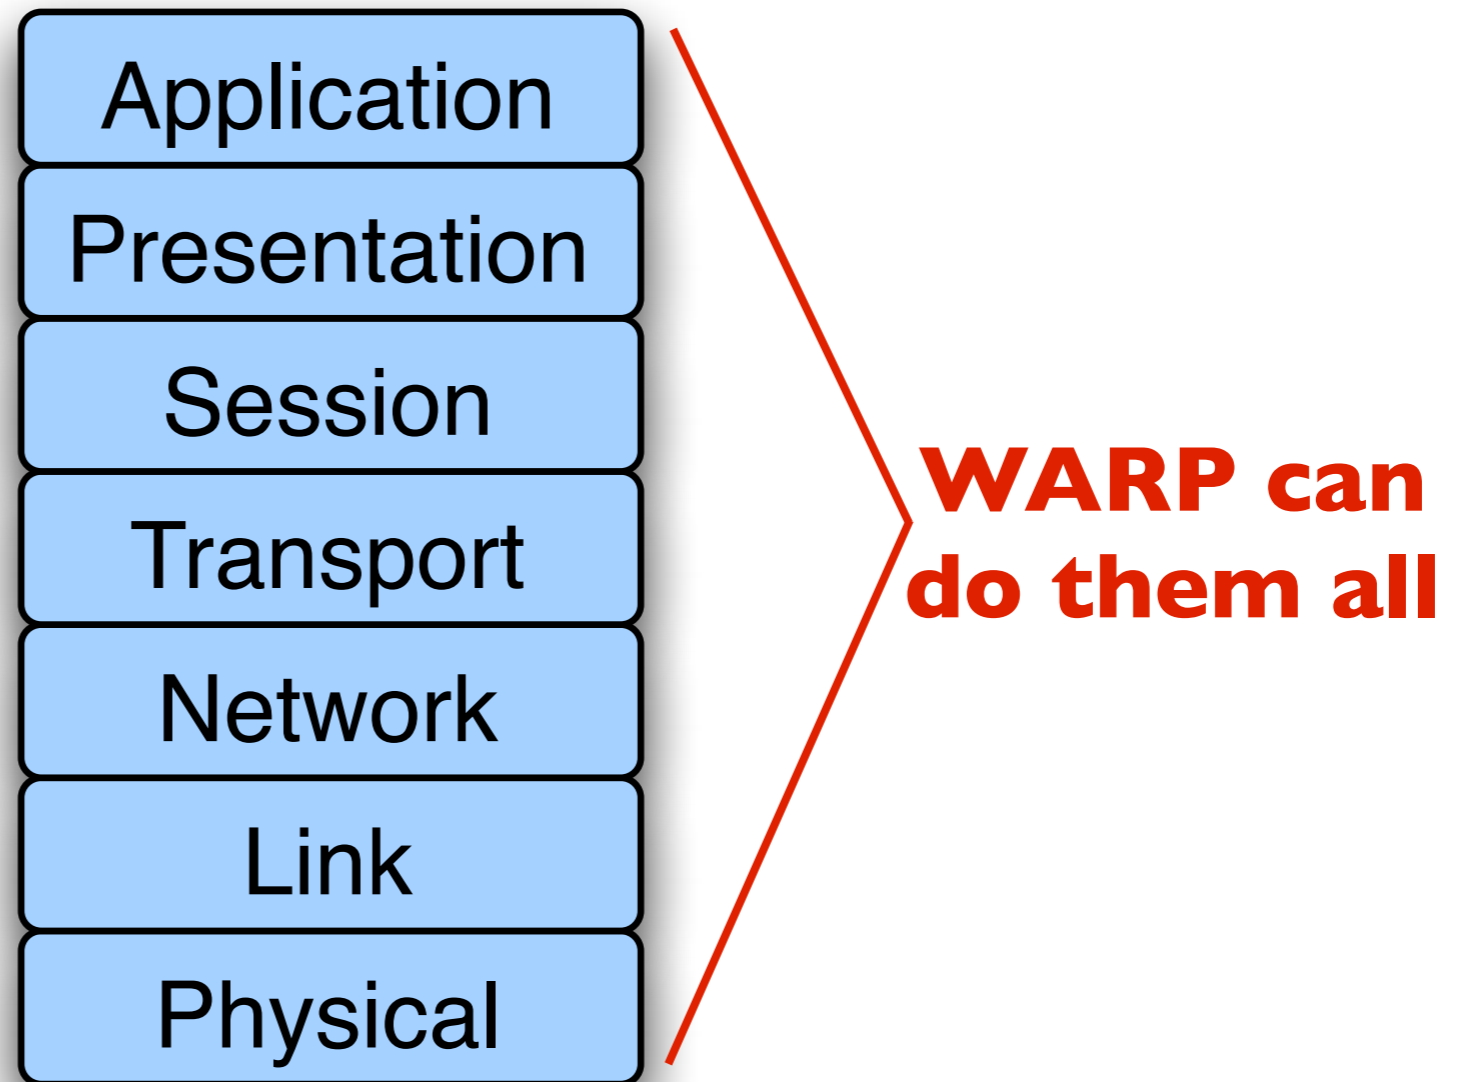 Application
Presentation
Session
Transport
Network
Link
Physical
WARP can
do them all